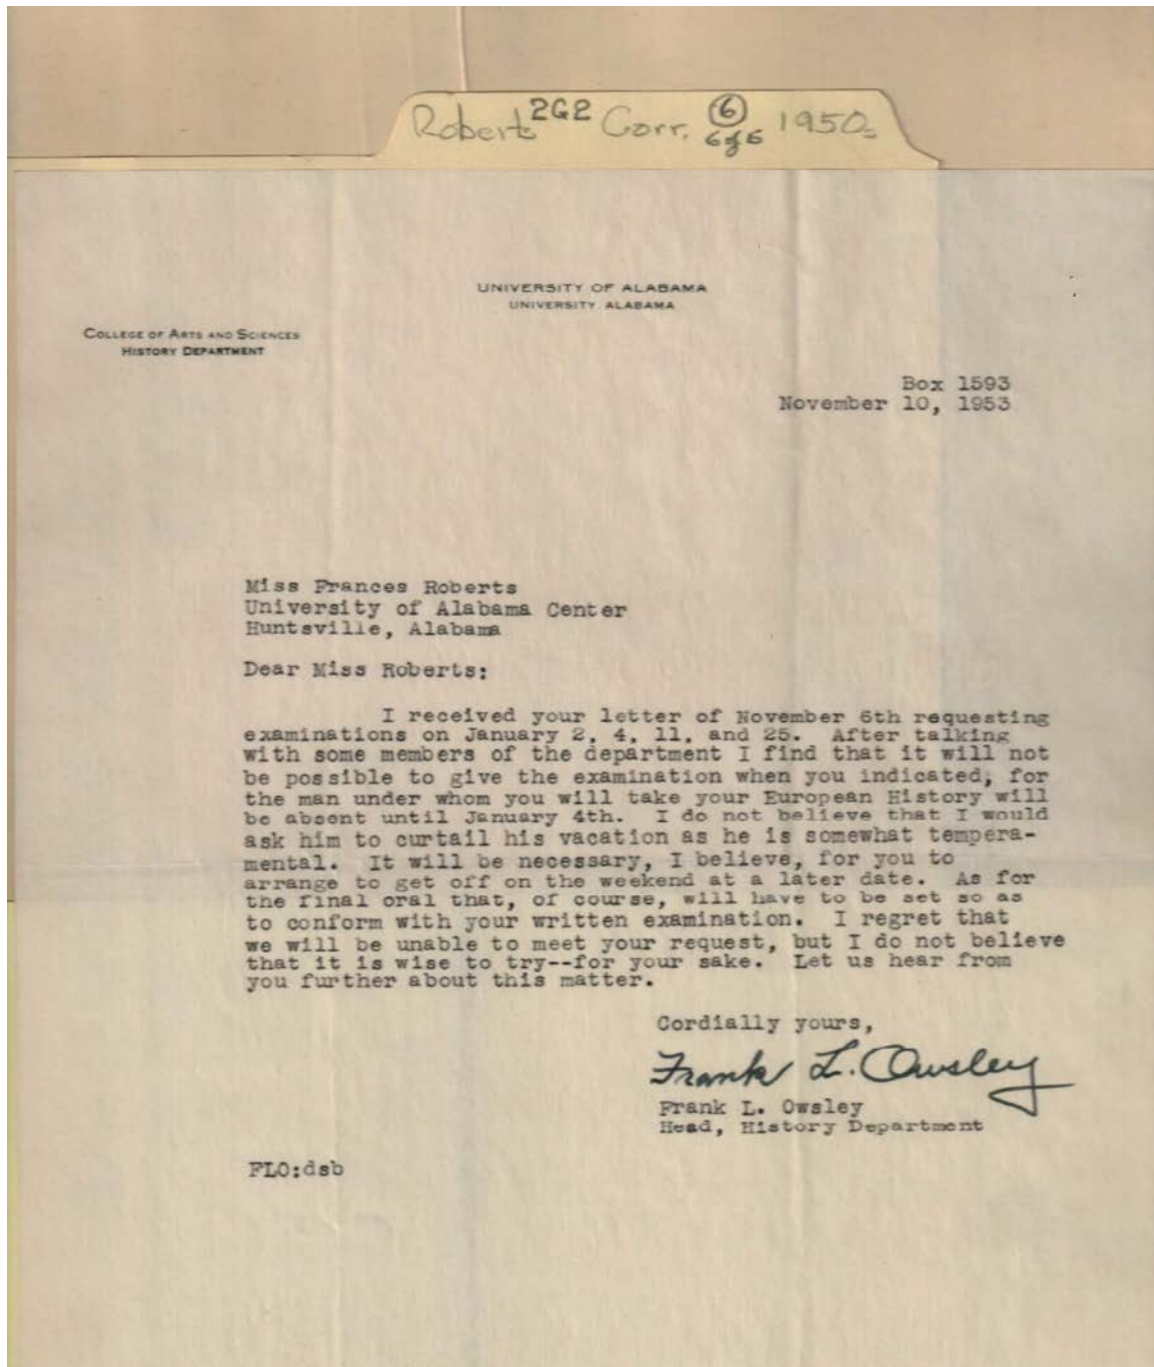 Roberts 2G2 Corr. 6 1950s
6 of 6
UNIVERSITY OF ALABAMA
UNIVERSITY. ALABAMA
COLLEGE OF ARTS AND SCIENCES
HISTORY DEPARTMENT
Box 1593
November 10, 1953
Miss Frances Roberts
University of Alabama Center
Huntsville, Alabama
Dear Miss Roberts:
I received your letter of November 6th requesting
examinations on January 2, 4, 11, and 25. After talking
with some members of the department I find that it will not
be possible to give the examination when you indicated, for
the man under whom you will take your European History will
be absent until January 4th. I do not believe that I would
ask him to curtail his vacation as he is somewhat tempera-
mental. It will be necessary, I believe, for you to
arrange to get off on the weekend at a later date. As for
the final oral that, of course, will have to be set so as
to conform with your written examination. I regret that
we will be unable to meet your request, but I do not believe
that it is wise to try--for your sake. Let us hear from
you further about this matter.
Cordially yours,
Frank L. Owsley
Frank L. Owsley
Head, History Department
FLO:dsb